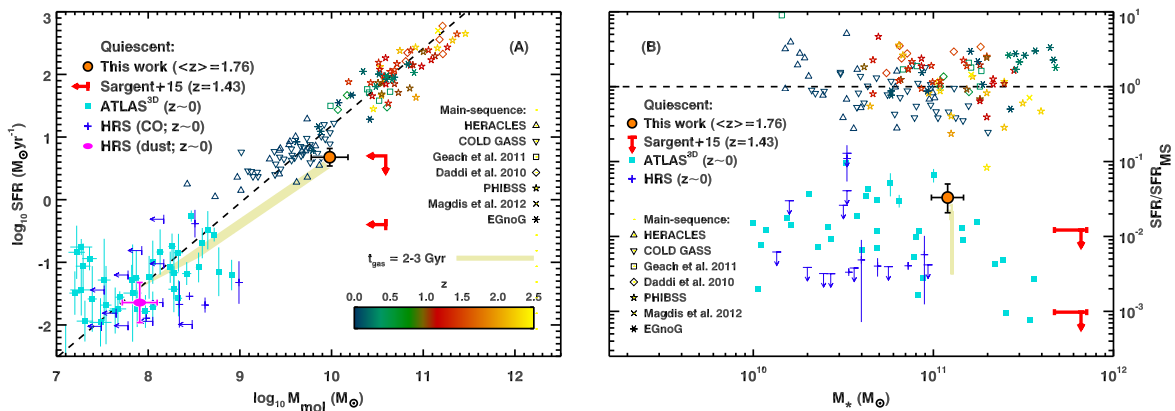 (A)
Quiescent:
This work (<z>=1.76)
Sargent+15 (z=1.43)
ATLAS³ᴰ (z~0)
HRS (CO; z~0)
HRS (dust; z~0)
Main-sequence:
HERACLES
COLD GASS
Geach et al. 2011
Daddi et al. 2010
PHIBSS
Magdis et al. 2012
EGnoG
t_gas = 2-3 Gyr
z
0.0 0.5 1.0 1.5 2.0 2.5
3
2
1
0
-1
-2
log₁₀ SFR (M⊙yr⁻¹)
7 8 9 10 11 12
log₁₀ M_mol (M⊙)
(B)
Quiescent:
This work (<z>=1.76)
Sargent+15 (z=1.43)
ATLAS³ᴰ (z~0)
HRS (z~0)
Main-sequence:
HERACLES
COLD GASS
Geach et al. 2011
Daddi et al. 2010
PHIBSS
Magdis et al. 2012
EGnoG
10¹
10⁰
10⁻¹
10⁻²
10⁻³
SFR/SFR_MS
10¹⁰ 10¹¹ 10¹²
M* (M⊙)